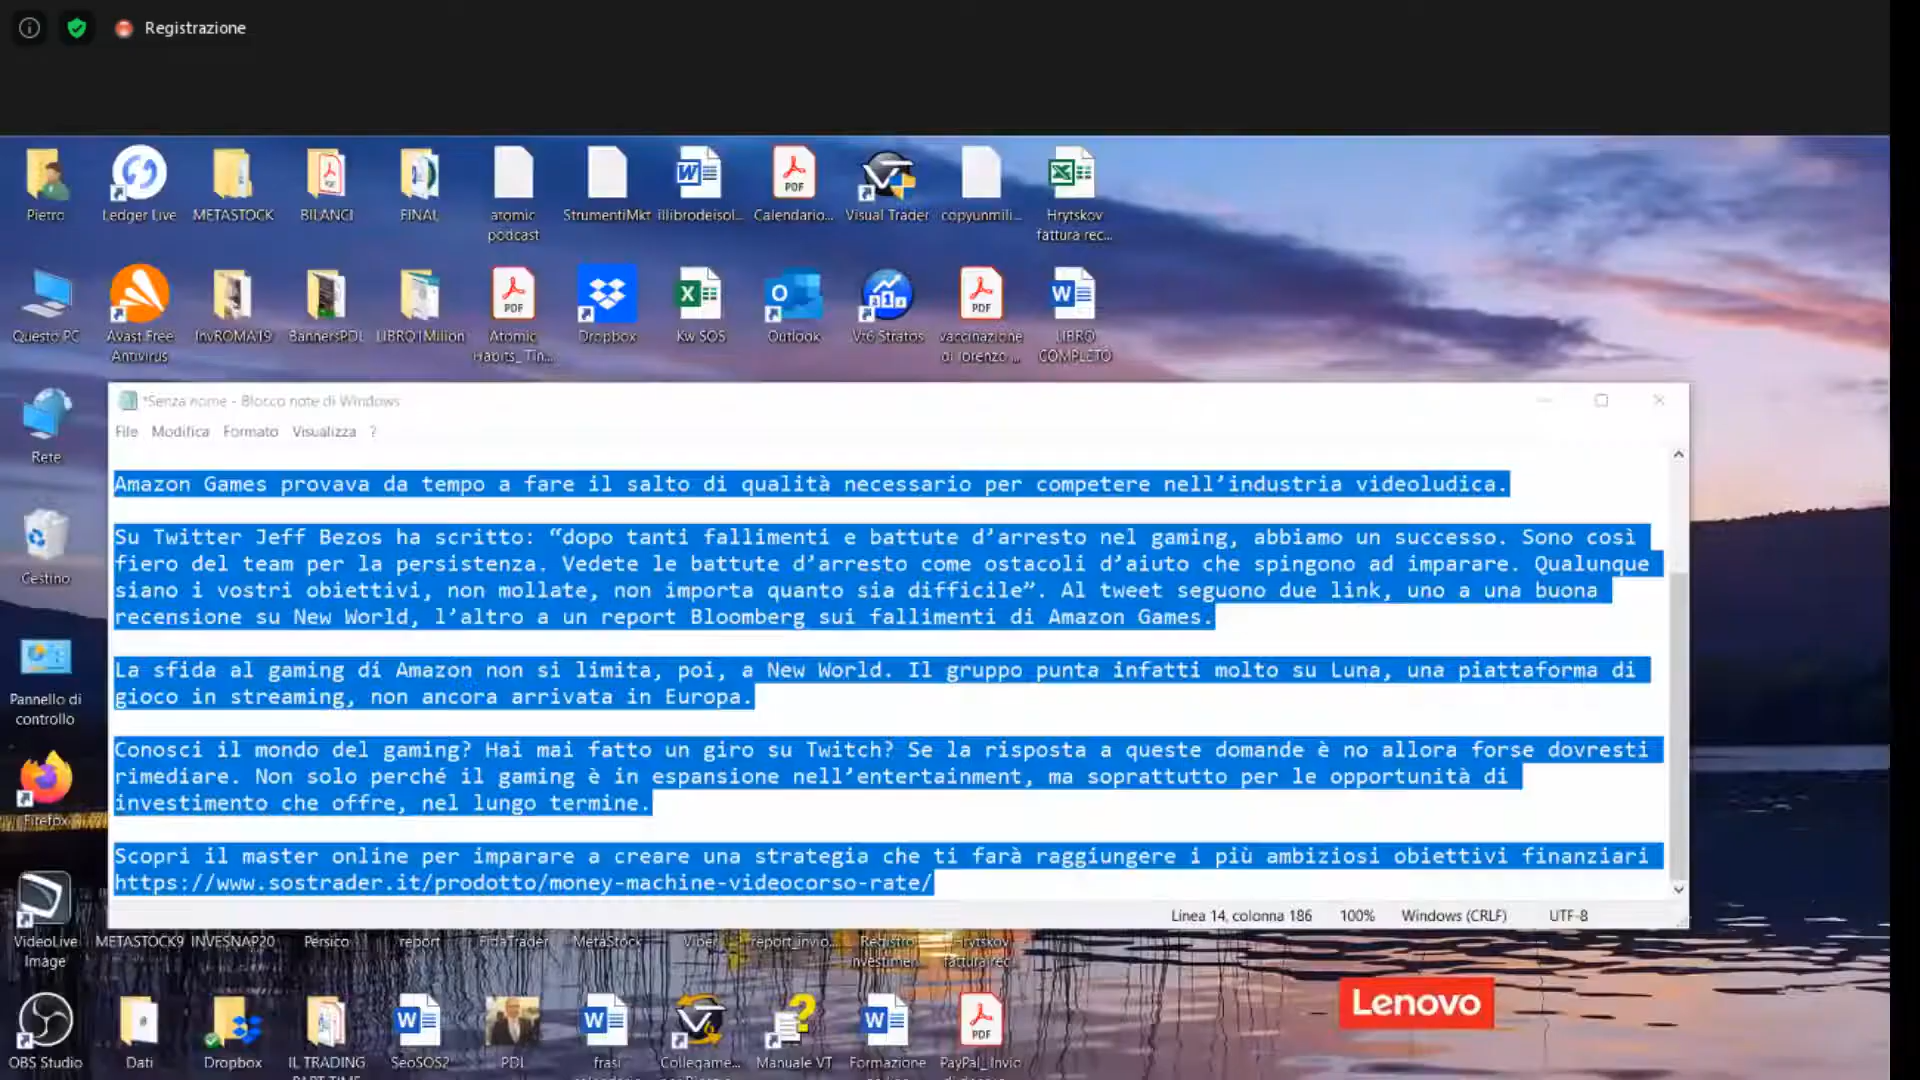 Registrazione
Pietro
Ledger Live
METASTOCK
BILANCI
FINAL
atomic
podcast
StrumentiMkt
illibrodeisol...
Calendario...
Visual Trader
copyunmili...
Hrytskov
fattura rec...
Questo PC
Avast Free
Antivirus
InvROMA19
BannersPDL
LIBRO1Milion
Atomic
Habits_ Tin...
Dropbox
Kw SOS
Outlook
Vt6 Stratos
vaccinazione
di lorenzo ...
LIBRO
COMPLETO
Rete
Cestino
Pannello di
controllo
Firefox
*Senza nome - Blocco note di Windows
File Modifica Formato Visualizza ?
Amazon Games provava da tempo a fare il salto di qualità necessario per competere nell’industria videoludica.
Su Twitter Jeff Bezos ha scritto: “dopo tanti fallimenti e battute d’arresto nel gaming, abbiamo un successo. Sono così
fiero del team per la persistenza. Vedete le battute d’arresto come ostacoli d’aiuto che spingono ad imparare. Qualunque
siano i vostri obiettivi, non mollate, non importa quanto sia difficile”. Al tweet seguono due link, uno a una buona
recensione su New World, l’altro a un report Bloomberg sui fallimenti di Amazon Games.
La sfida al gaming di Amazon non si limita, poi, a New World. Il gruppo punta infatti molto su Luna, una piattaforma di
gioco in streaming, non ancora arrivata in Europa.
Conosci il mondo del gaming? Hai mai fatto un giro su Twitch? Se la risposta a queste domande è no allora forse dovresti
rimediare. Non solo perché il gaming è in espansione nell’entertainment, ma soprattutto per le opportunità di
investimento che offre, nel lungo termine.
Scopri il master online per imparare a creare una strategia che ti farà raggiungere i più ambiziosi obiettivi finanziari
https://www.sostrader.it/prodotto/money-machine-videocorso-rate/
Linea 14, colonna 186 100% Windows (CRLF) UTF-8
VideoLive
Image
METASTOCK9
INVESNAP20
Persico
report
FidaTrader
MetaStock
Viber
report_invio...
Registro
investimen...
Hrytskov
fattura rec...
OBS Studio
Dati
Dropbox
IL TRADING
PART TIME
SeoSOS2
PDL
frasi
Collegame...
Manuale VT
Formazione
PayPal_Invio
Lenovo